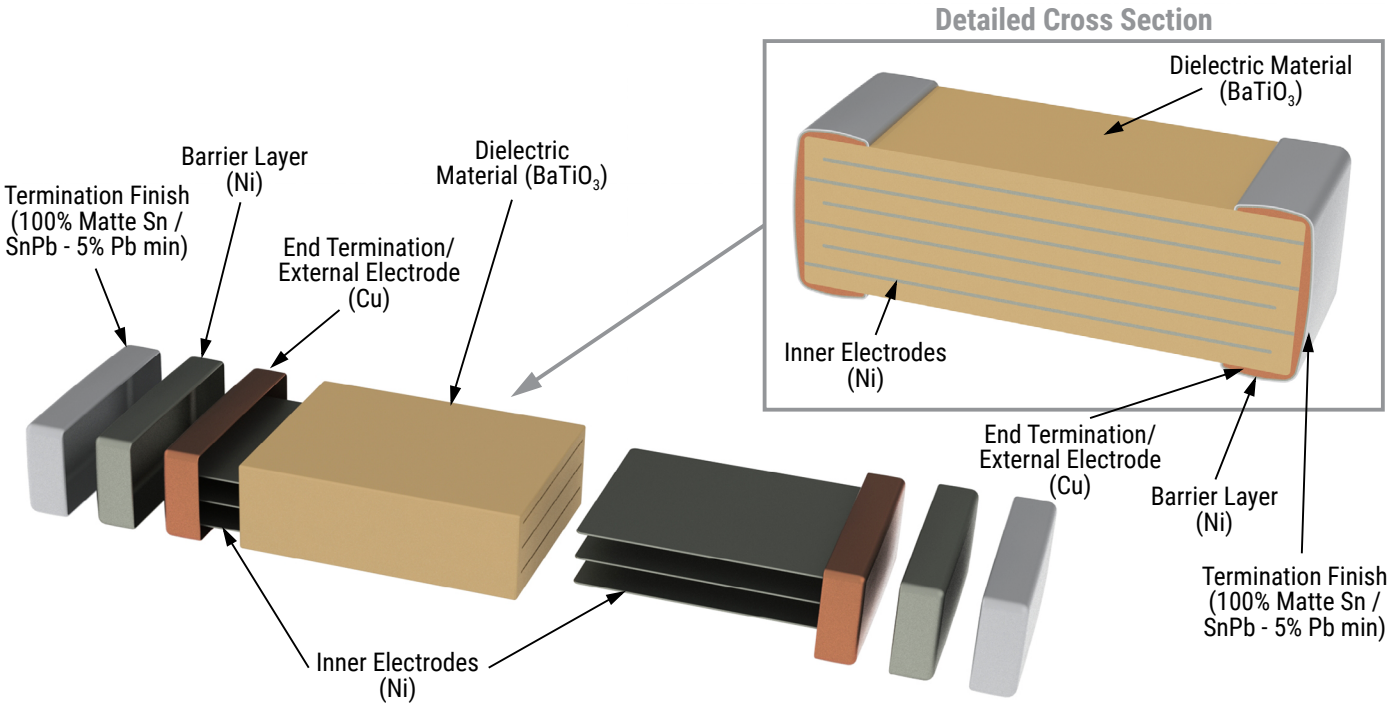 Detailed Cross Section
Dielectric Material
(BaTiO₃)
Inner Electrodes
(Ni)
End Termination/
External Electrode
(Cu)
Barrier Layer
(Ni)
Termination Finish
(100% Matte Sn /
SnPb - 5% Pb min)
Termination Finish
(100% Matte Sn /
SnPb - 5% Pb min)
Barrier Layer
(Ni)
End Termination/
External Electrode
(Cu)
Dielectric
Material (BaTiO₃)
Inner Electrodes
(Ni)